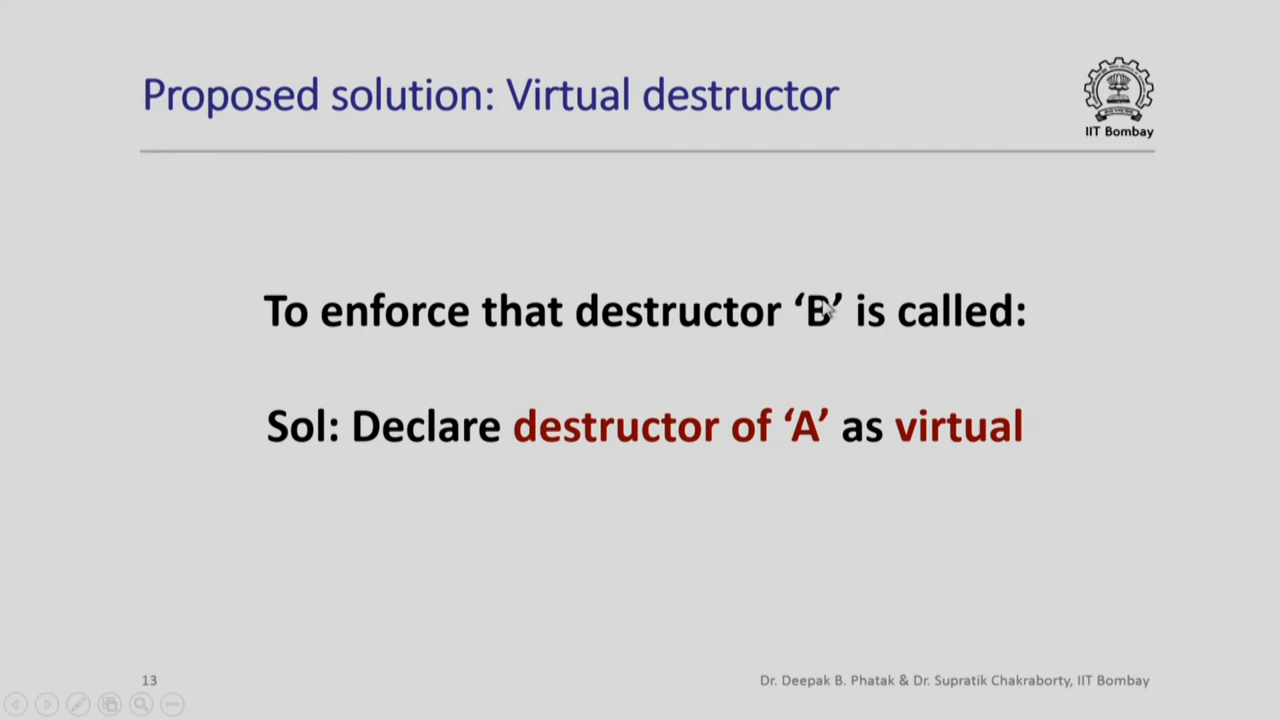 Proposed solution: Virtual destructor
IIT Bombay
To enforce that destructor ‘B’ is called:
Sol: Declare destructor of ‘A’ as virtual
13
Dr. Deepak B. Phatak & Dr. Supratik Chakraborty, IIT Bombay